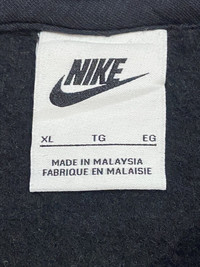 NIKE
XL TG EG
MADE IN MALAYSIA
FABRIQUE EN MALAISIE